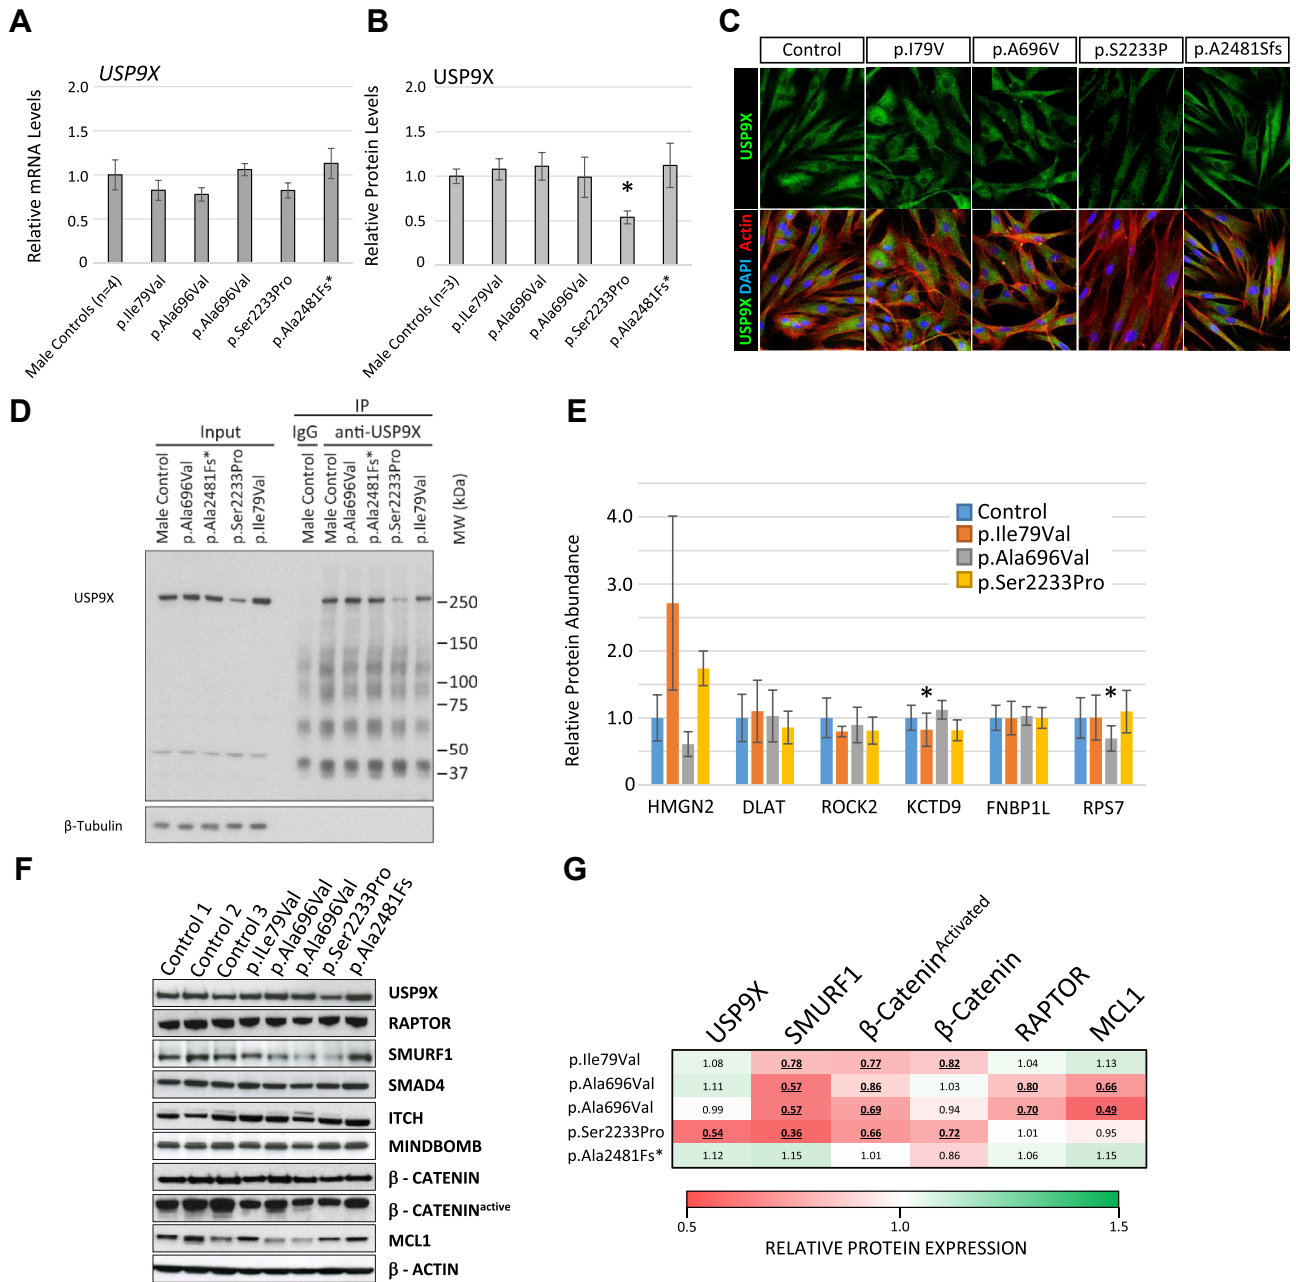 A
USP9X
Relative mRNA Levels
2.0
1.5
1.0
0.5
0
Male Controls (n=4)
p.Ile79Val
p.Ala696Val
p.Ala696Val
p.Ser2233Pro
p.Ala2481Fs*
B
USP9X
Relative Protein Levels
2.0
1.5
1.0
0.5
0
*
Male Controls (n=3)
p.Ile79Val
p.Ala696Val
p.Ala696Val
p.Ser2233Pro
p.Ala2481Fs*
C
Control
p.I79V
p.A696V
p.S2233P
p.A2481Sfs
USP9X
USP9X DAPI Actin
D
IP
Input
IgG
anti-USP9X
Male Control
p.Ala696Val
p.Ala2481Fs*
p.Ser2233Pro
p.Ile79Val
Male Control
Male Control
p.Ala696Val
p.Ala2481Fs*
p.Ser2233Pro
p.Ile79Val
MW (kDa)
USP9X
250
150
100
75
50
37
β-Tubulin
E
Relative Protein Abundance
4.0
3.0
2.0
1.0
0
Control
p.Ile79Val
p.Ala696Val
p.Ser2233Pro
*
*
HMGN2 DLAT ROCK2 KCTD9 FNBP1L RPS7
F
Control 1
Control 2
Control 3
p.ILe79Val
p.Ala696Val
p.Ala696Val
p.Ser2233Pro
p.Ala2481Fs
USP9X
RAPTOR
SMURF1
SMAD4
ITCH
MINDBOMB
β - CATENIN
β - CATENINactive
MCL1
β - ACTIN
G
USP9X
SMURF1
β-CateninActivated
β-Catenin
RAPTOR
MCL1
p.Ile79Val 1.08 0.78 0.77 0.82 1.04 1.13
p.Ala696Val 1.11 0.57 0.86 1.03 0.80 0.66
p.Ala696Val 0.99 0.57 0.69 0.94 0.70 0.49
p.Ser2233Pro 0.54 0.36 0.66 0.72 1.01 0.95
p.Ala2481Fs* 1.12 1.15 1.01 0.86 1.06 1.15
0.5 1.0 1.5
RELATIVE PROTEIN EXPRESSION